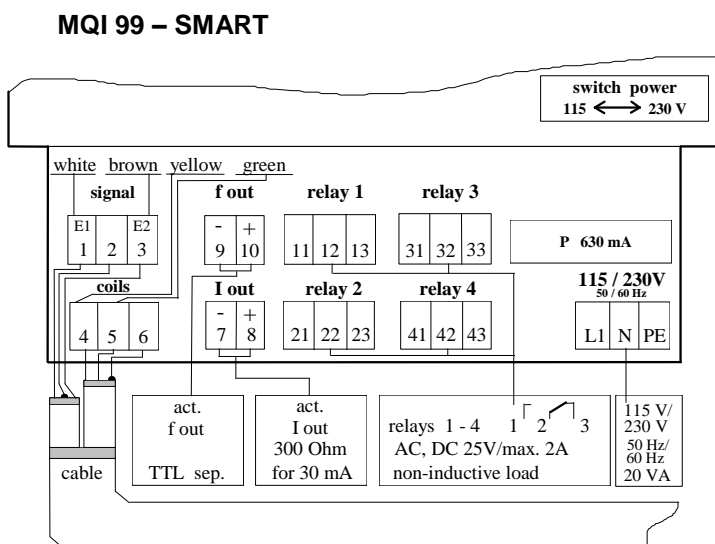 MQI 99 – SMART
switch power
115 230 V
white brown yellow green
signal f out relay 1 relay 3
E1 E2
1 2 3
- +
9 10
11 12 13
31 32 33
P 630 mA
coils I out relay 2 relay 4
115 / 230V
50 / 60 Hz
4 5 6
- +
7 8
21 22 23
41 42 43
L1 N PE
cable
act.
f out
TTL sep.
act.
I out
300 Ohm
for 30 mA
relays 1 - 4 1 2 3
AC, DC 25V/max. 2A
non-inductive load
115 V/
230 V
50 Hz/
60 Hz
20 VA